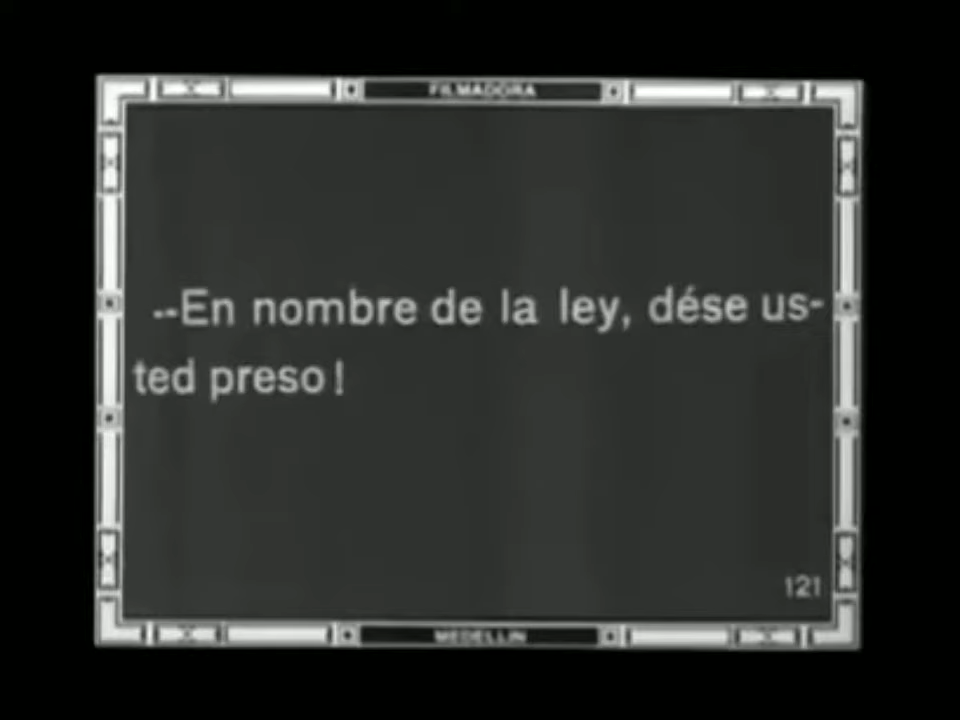 FILMADORA
--En nombre de la ley, dése us-
ted preso!
121
MEDELLIN